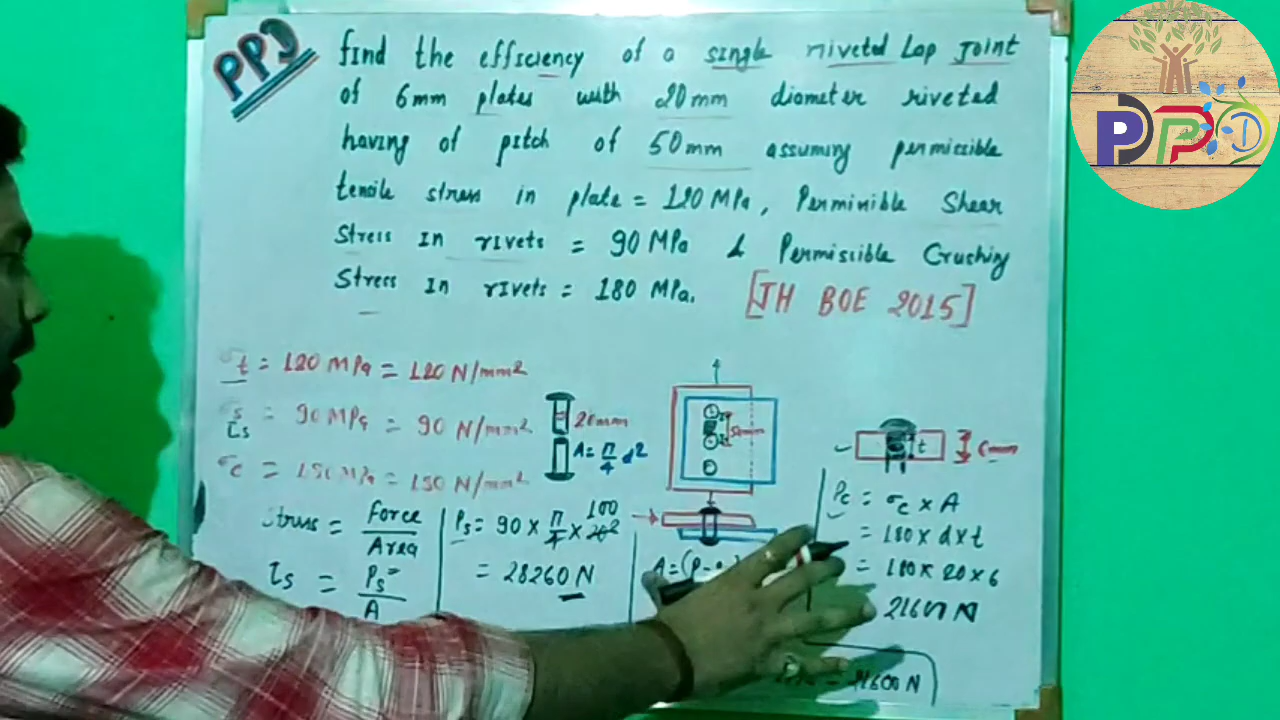 PPD
find the efficiency of a single riveted Lap Joint
of 6mm plates with 20mm diameter riveted
having of pitch of 50mm assuming permissible
tensile stress in plate = 120 MPa, Permissible Shear
Stress In rivets = 90 MPa & Permissible Crushing
Stress In rivets = 180 MPa.
[JH BOE 2015]
PPD
σt = 120 MPa = 120 N/mm²
σs = 90 MPa = 90 N/mm²
τs
σc = 180 MPa = 180 N/mm²
20mm
A = π/4 d²
50mm
t
6mm
Stress = Force/Area
τs = Ps/A
Ps = 90 × π/4 × 20²
100
= 28260 N
A = (P-
Pc = σc × A
= 180 × d × t
= 180 × 20 × 6
21600 N
= 21600 N